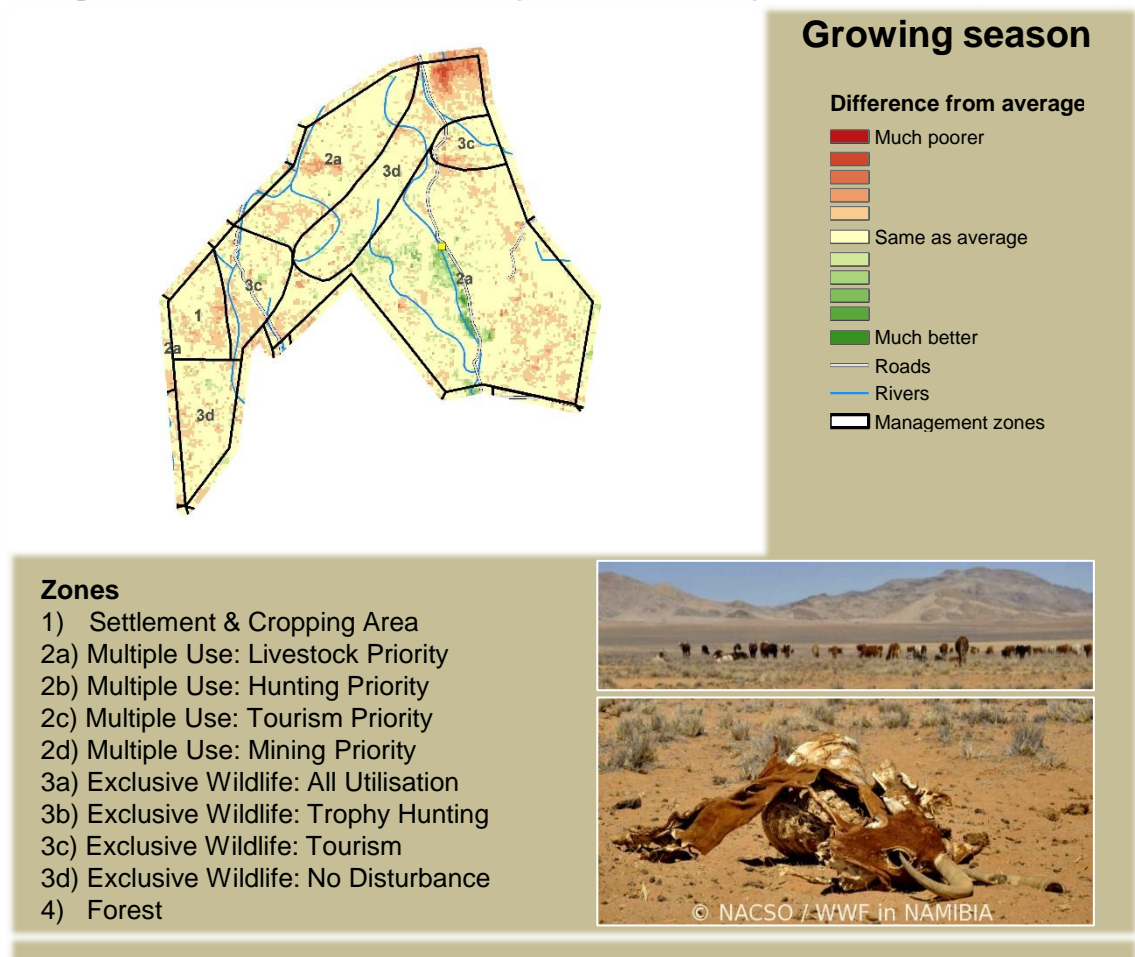 Growing season
Difference from average
Much poorer
Same as average
Much better
Roads
Rivers
Management zones
2a
3c
3d
2a
3c
1
2a
3d
Zones
1) Settlement & Cropping Area
2a) Multiple Use: Livestock Priority
2b) Multiple Use: Hunting Priority
2c) Multiple Use: Tourism Priority
2d) Multiple Use: Mining Priority
3a) Exclusive Wildlife: All Utilisation
3b) Exclusive Wildlife: Trophy Hunting
3c) Exclusive Wildlife: Tourism
3d) Exclusive Wildlife: No Disturbance
4) Forest
© NACSO / WWF in NAMIBIA